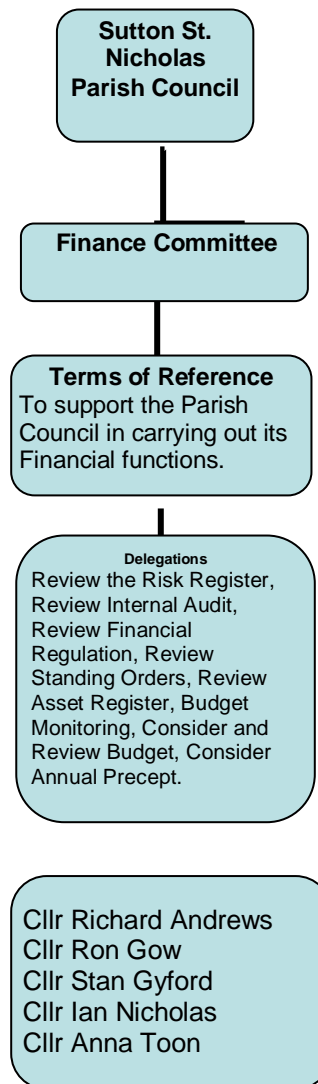 Sutton St.
Nicholas
Parish Council
Finance Committee
Terms of Reference
To support the Parish
Council in carrying out its
Financial functions.
Delegations
Review the Risk Register,
Review Internal Audit,
Review Financial
Regulation, Review
Standing Orders, Review
Asset Register, Budget
Monitoring, Consider and
Review Budget, Consider
Annual Precept.
Cllr Richard Andrews
Cllr Ron Gow
Cllr Stan Gyford
Cllr Ian Nicholas
Cllr Anna Toon